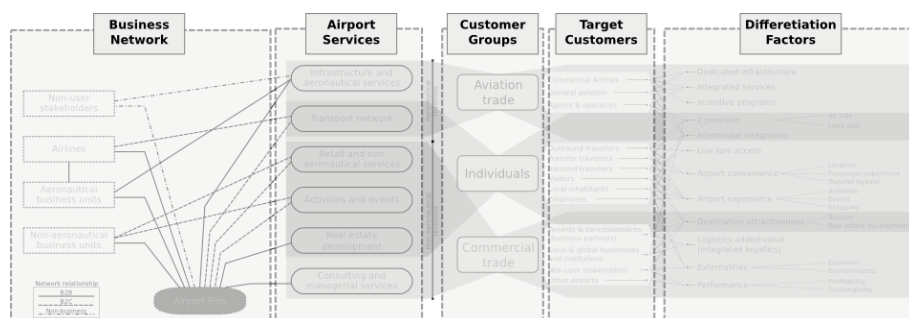 Business
Network
Airport
Services
Customer
Groups
Target
Customers
Differetiation
Factors
Non-user
stakeholders
Airlines
Aeronautical
business units
Non-aeronautical
business units
Network relationship
B2B
B2C
Non-business
Airport Firm
Infrastructure and
aeronautical services
Transport network
Retail and non
aeronautical services
Activities and events
Real estate
development
Consulting and
managerial services
Aviation
trade
Individuals
Commercial
trade
Commercial Airlines
General aviation
Agents & operators
Outbound travellers
Transfer travellers
Inbound travellers
Visitors
Local inhabitants
Employees
(business partners)
Local & global businesses
and institutions
Non user stakeholders
Other airports
Dedicated infrastructure
Integrated services
Incentive programs
provision
Air side
Land side
Intermodal integration
Low fare access
Airport convenience
Location
Passenger experience
Transfer bypass
Airport experience
Activities
Events
Shopping
Destination attractiveness
Tourism
Real estate development
Logistics added-value
(integrated logistics)
Externalities
Economic
Environmental
Performance
Profitability
Sustainability